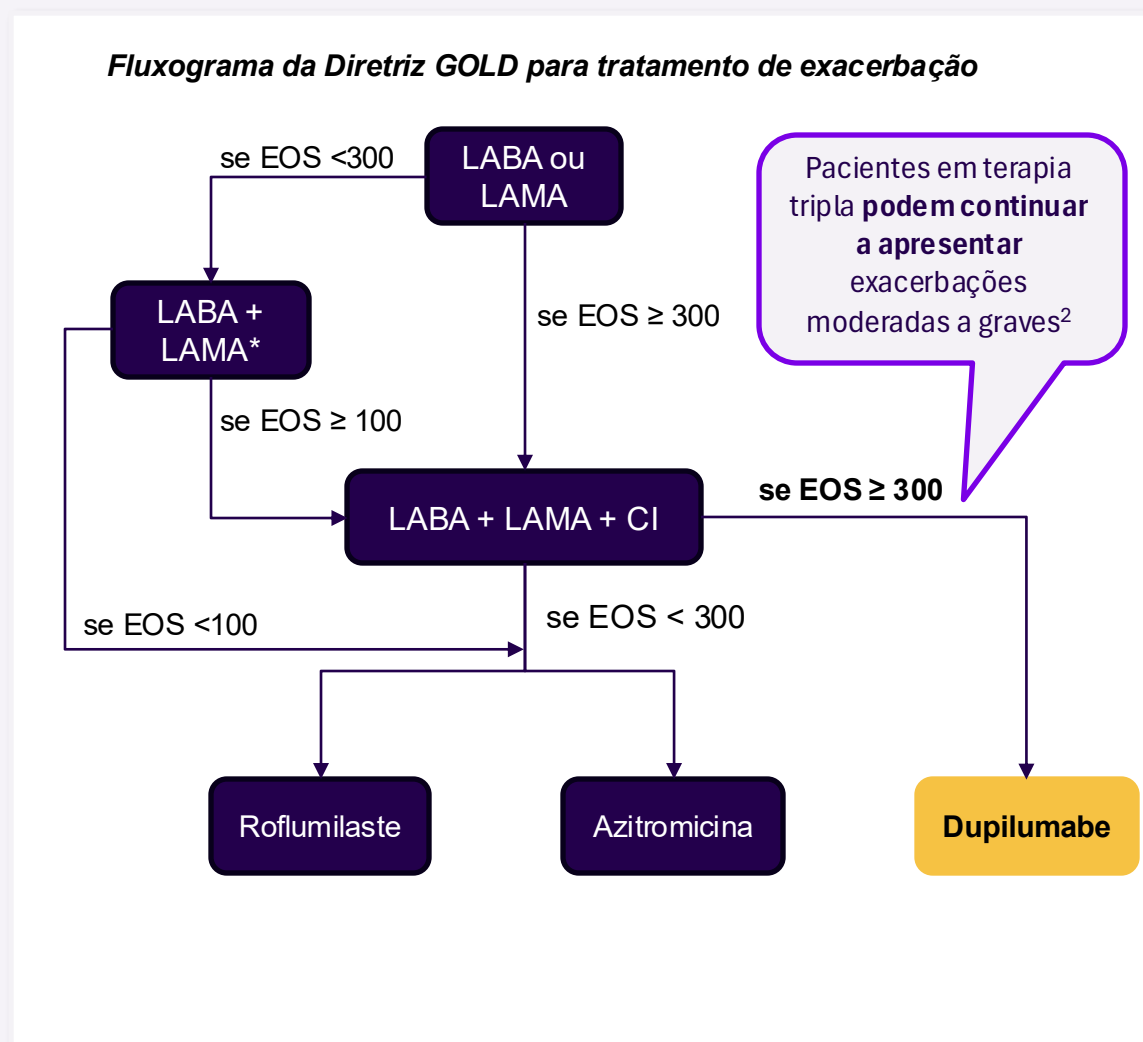 Fluxograma da Diretriz GOLD para tratamento de exacerbação
se EOS <300
LABA ou
LAMA
Pacientes em terapia
tripla podem continuar
a apresentar
exacerbações
moderadas a graves²
LABA +
LAMA*
se EOS ≥ 300
se EOS ≥ 100
se EOS ≥ 300
LABA + LAMA + CI
se EOS <100
se EOS < 300
Roflumilaste
Azitromicina
Dupilumabe